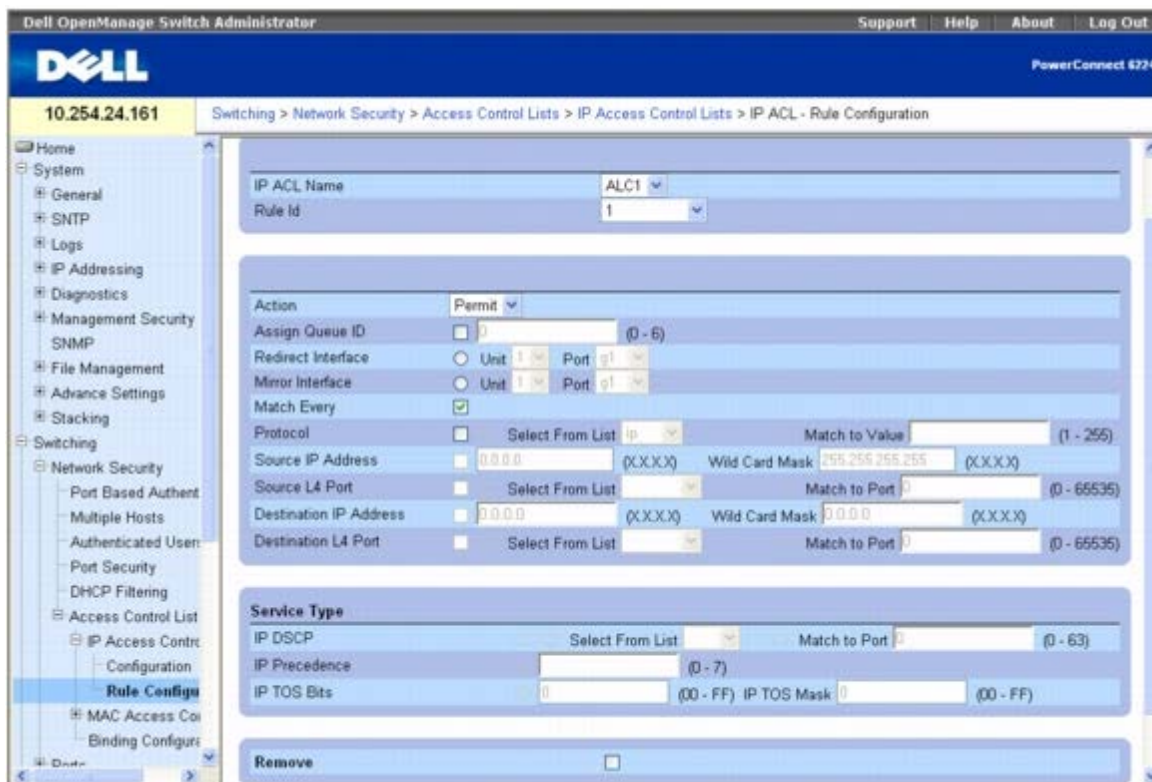 Dell OpenManage Switch Administrator Support Help About Log Out
DELL
PowerConnect 622
10.254.24.161
Switching > Network Security > Access Control Lists > IP Access Control Lists > IP ACL - Rule Configuration
Home
System
General
SNTP
Logs
IP Addressing
Diagnostics
Management Security
SNMP
File Management
Advance Settings
Stacking
Switching
Network Security
Port Based Authent
Multiple Hosts
Authenticated User
Port Security
DHCP Filtering
Access Control List
IP Access Contr
Configuration
Rule Configu
MAC Access Co
Binding Configura
Ports
IP ACL Name ALC1
Rule Id 1
Action Permit
Assign Queue ID 0 (0 - 6)
Redirect Interface Unit 1 Port g1
Mirror Interface Unit 1 Port g1
Match Every
Protocol Select From List ip Match to Value (1 - 255)
Source IP Address 0.0.0.0 (X.X.X.X) Wild Card Mask 255.255.255.255 (X.X.X.X)
Source L4 Port Select From List Match to Port 0 (0 - 65535)
Destination IP Address 0.0.0.0 (X.X.X.X) Wild Card Mask 0.0.0.0 (X.X.X.X)
Destination L4 Port Select From List Match to Port 0 (0 - 65535)
Service Type
IP DSCP Select From List Match to Port 0 (0 - 63)
IP Precedence (0 - 7)
IP TOS Bits 0 (00 - FF) IP TOS Mask 0 (00 - FF)
Remove